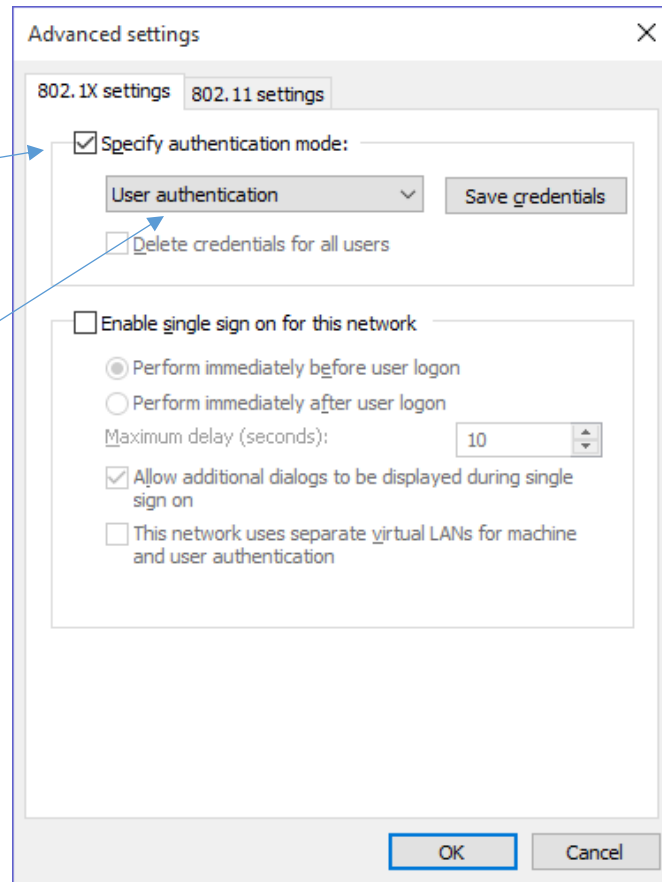 Advanced settings
802.1X settings
802.11 settings
Specify authentication mode:
User authentication
Save credentials
Delete credentials for all users
Enable single sign on for this network
Perform immediately before user logon
Perform immediately after user logon
Maximum delay (seconds):
10
Allow additional dialogs to be displayed during single
sign on
This network uses separate virtual LANs for machine
and user authentication
OK
Cancel